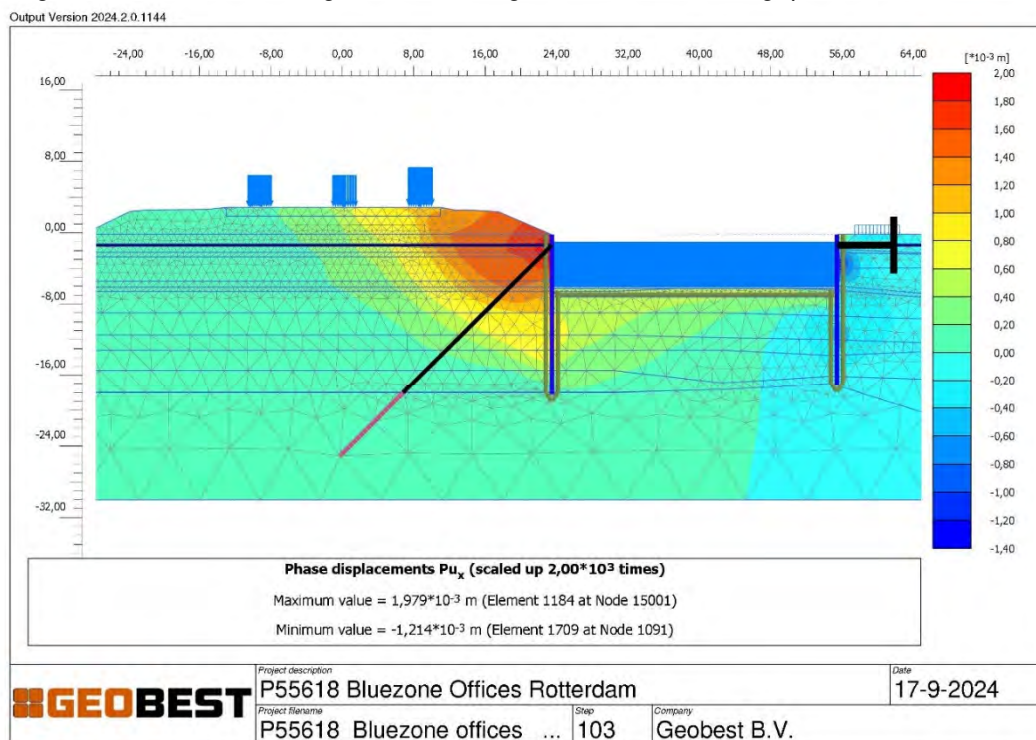 Output Version 2024.2.0.1144
-24,00 -16,00 -8,00 0,00 8,00 16,00 24,00 32,00 40,00 48,00 56,00 64,00
[*10-3 m]
16,00
8,00
0,00
-8,00
-16,00
-24,00
-32,00
2,00
1,80
1,60
1,40
1,20
1,00
0,80
0,60
0,40
0,20
0,00
-0,20
-0,40
-0,60
-0,80
-1,00
-1,20
-1,40
Phase displacements Pux (scaled up 2,00*10³ times)
Maximum value = 1,979*10-3 m (Element 1184 at Node 15001)
Minimum value = -1,214*10-3 m (Element 1709 at Node 1091)
GEOBEST
Project description
P55618 Bluezone Offices Rotterdam
Date
17-9-2024
Project filename
P55618_Bluezone offices ...
Step
103
Company
Geobest B.V.